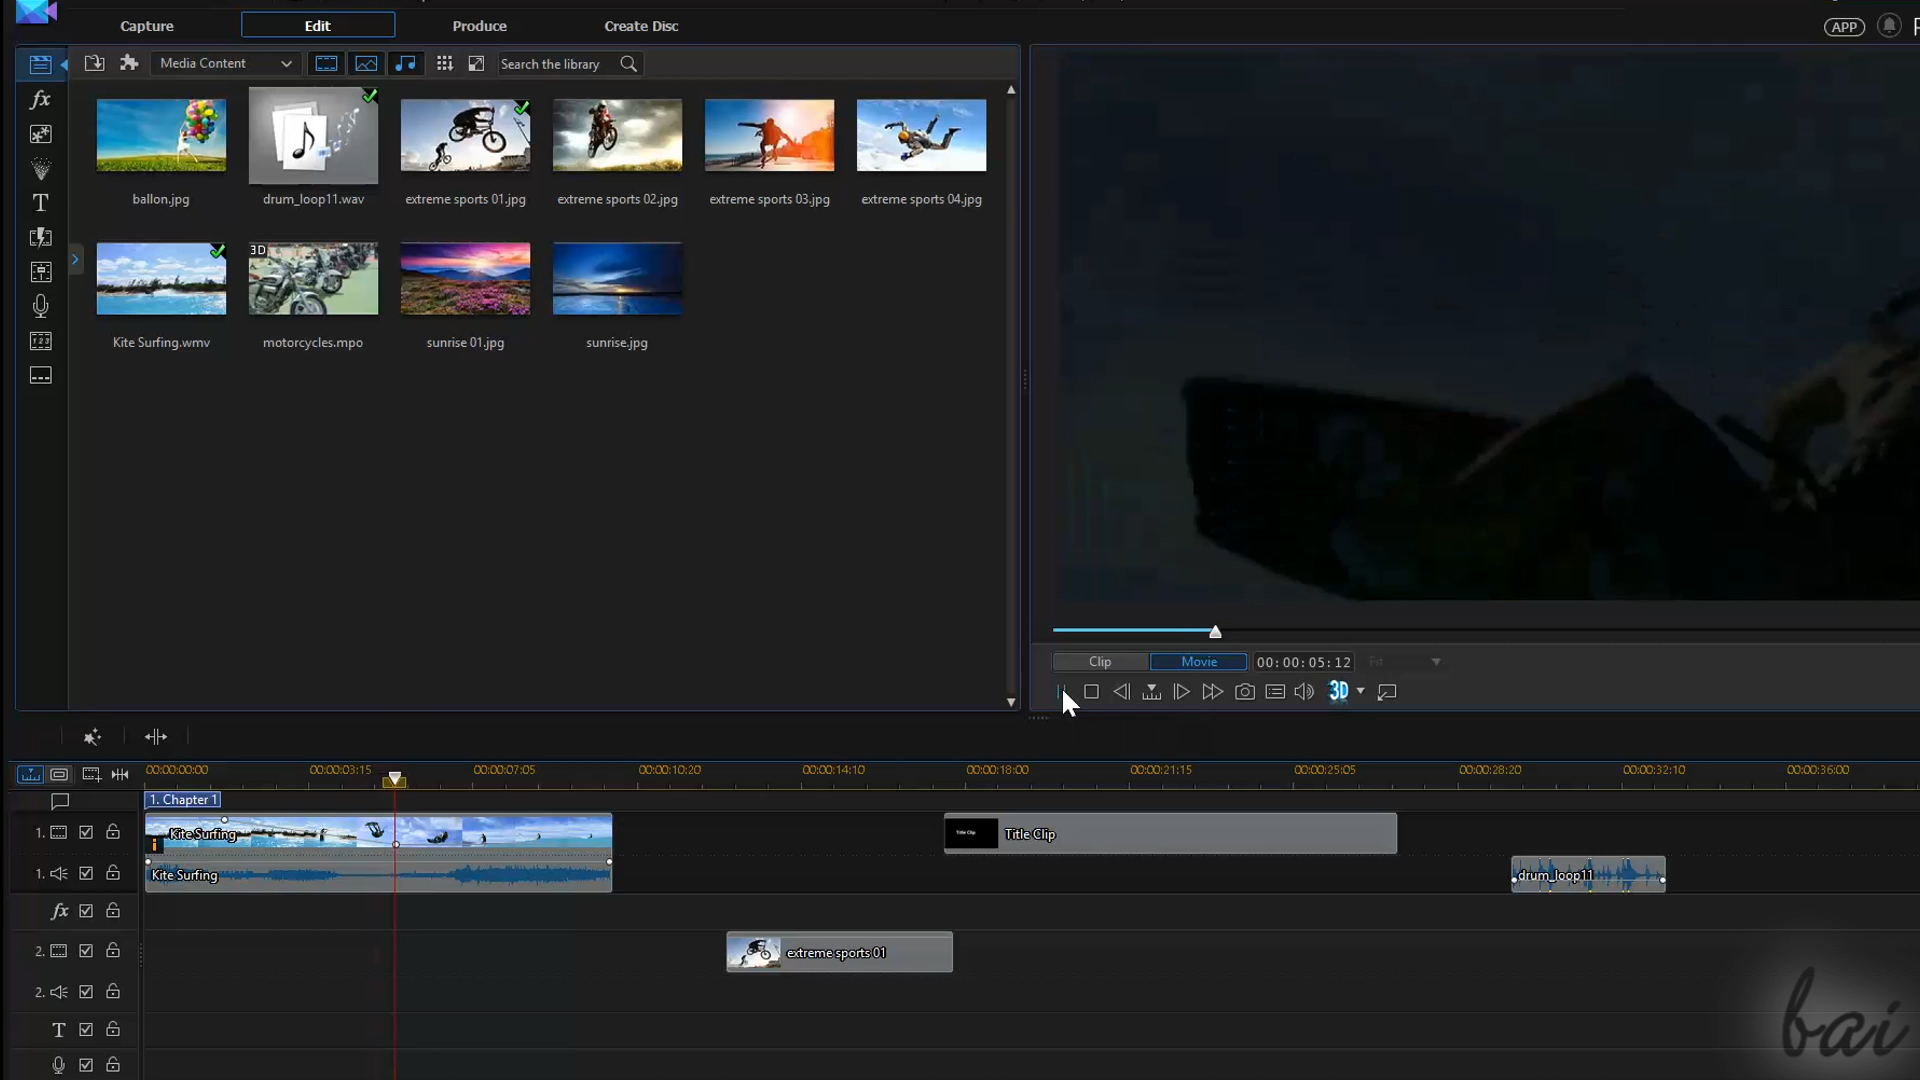 Capture Edit Produce Create Disc APP
Media Content Search the library
ballon.jpg drum_loop11.wav extreme sports 01.jpg extreme sports 02.jpg extreme sports 03.jpg extreme sports 04.jpg
3D
Kite Surfing.wmv motorcycles.mpo sunrise 01.jpg sunrise.jpg
Clip Movie 00:00:05:12 Fit
3D
00:00:00:00 00:00:03:15 00:00:07:05 00:00:10:20 00:00:14:10 00:00:18:00 00:00:21:15 00:00:25:05 00:00:28:20 00:00:32:10 00:00:36:00
1. Chapter 1
1. Kite Surfing Title Clip Title Clip
1. Kite Surfing drum_loop11
fx
2. extreme sports 01
2.
T
bai